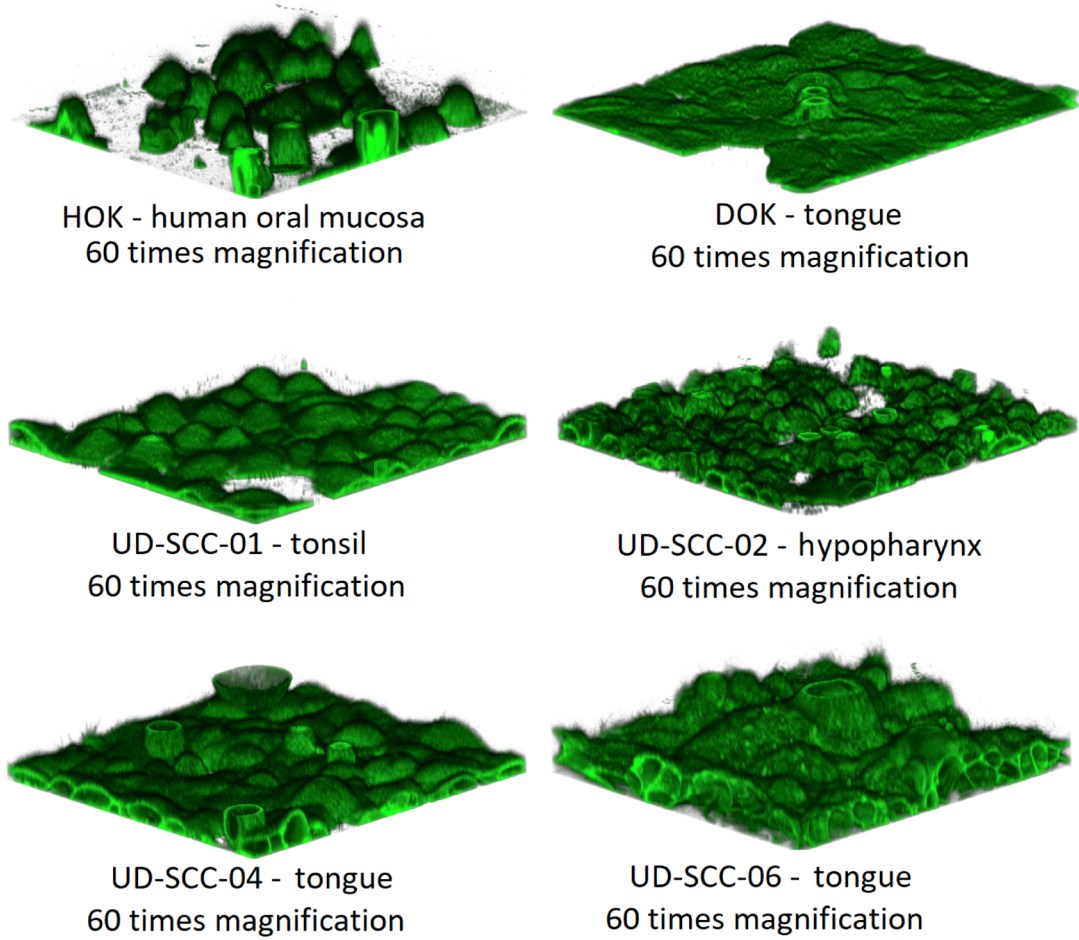 HOK - human oral mucosa
60 times magnification
DOK - tongue
60 times magnification
UD-SCC-01 - tonsil
60 times magnification
UD-SCC-02 - hypopharynx
60 times magnification
UD-SCC-04 - tongue
60 times magnification
UD-SCC-06 - tongue
60 times magnification